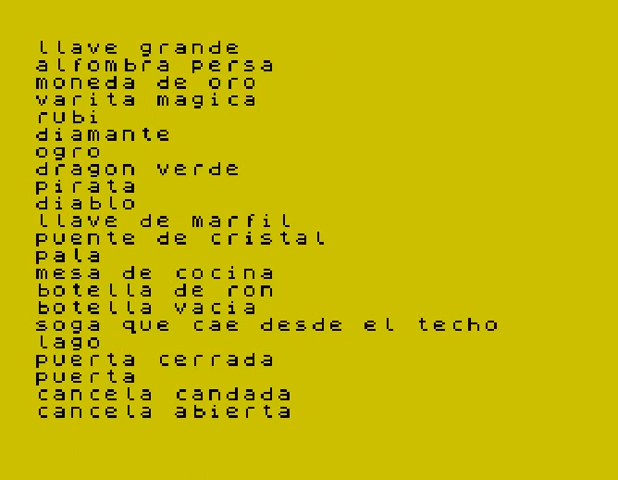 llave grande
alfombra persa
moneda de oro
varita magica
rubi
diamante
ogro
dragon verde
pirata
diablo
llave de marfil
puente de cristal
pala
mesa de cocina
botella de ron
botella vacia
soga que cae desde el techo
lago
puerta cerrada
puerta
cancela candada
cancela abierta